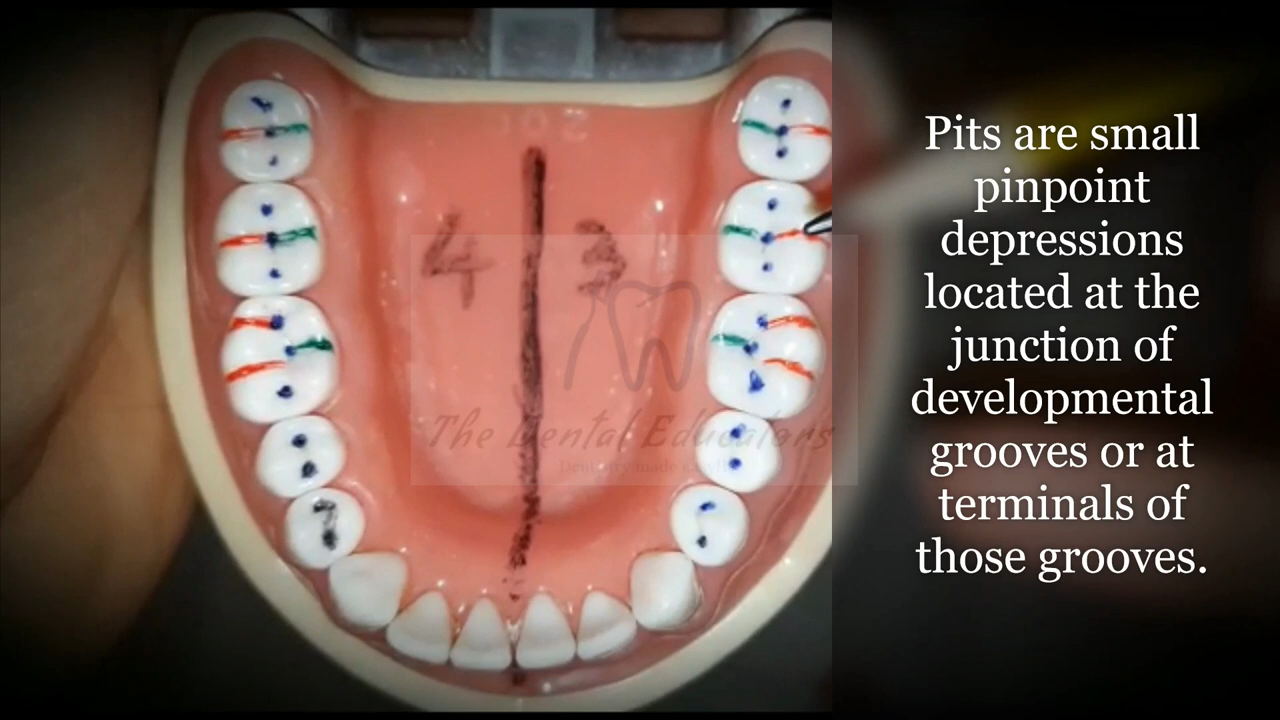 4 3
The Dental Educators
Pits are small
pinpoint
depressions
located at the
junction of
developmental
grooves or at
terminals of
those grooves.